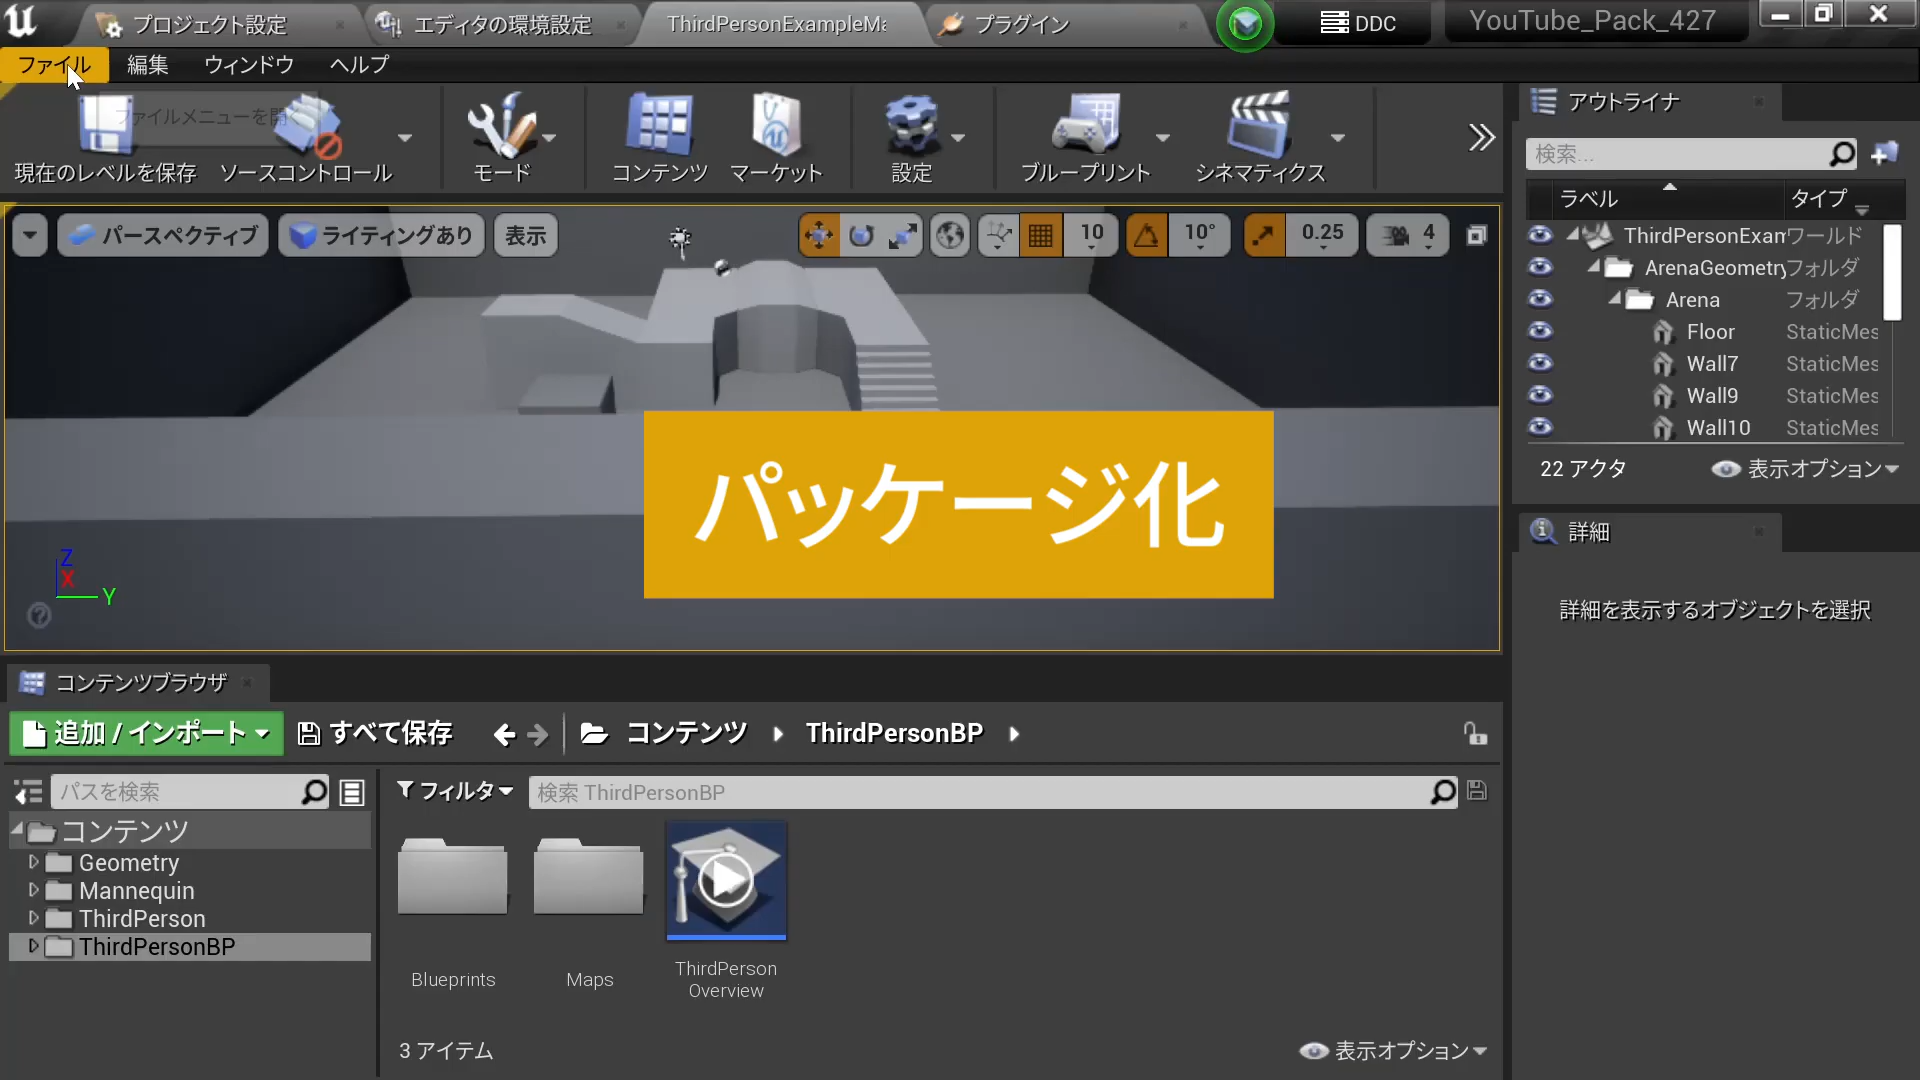 プロジェクト設定
エディタの環境設定
ThirdPersonExampleMa
プラグイン
DDC
YouTube_Pack_427
ファイル
編集
ウィンドウ
ヘルプ
ファイルメニューを開
現在のレベルを保存
ソースコントロール
モード
コンテンツ
マーケット
設定
ブループリント
シネマティクス
パースペクティブ
ライティングあり
表示
10
10°
0.25
4
アウトライナ
検索...
ラベル
タイプ
ThirdPersonExam
ワールド
ArenaGeometry
フォルダ
Arena
フォルダ
Floor
StaticMes
Wall7
StaticMes
Wall9
StaticMes
Wall10
StaticMes
22 アクタ
表示オプション
パッケージ化
Z
X
Y
詳細
詳細を表示するオブジェクトを選択
コンテンツブラウザ
追加 / インポート
すべて保存
コンテンツ
ThirdPersonBP
パスを検索
フィルタ
検索 ThirdPersonBP
コンテンツ
Geometry
Mannequin
ThirdPerson
ThirdPersonBP
Blueprints
Maps
ThirdPerson
Overview
3 アイテム
表示オプション